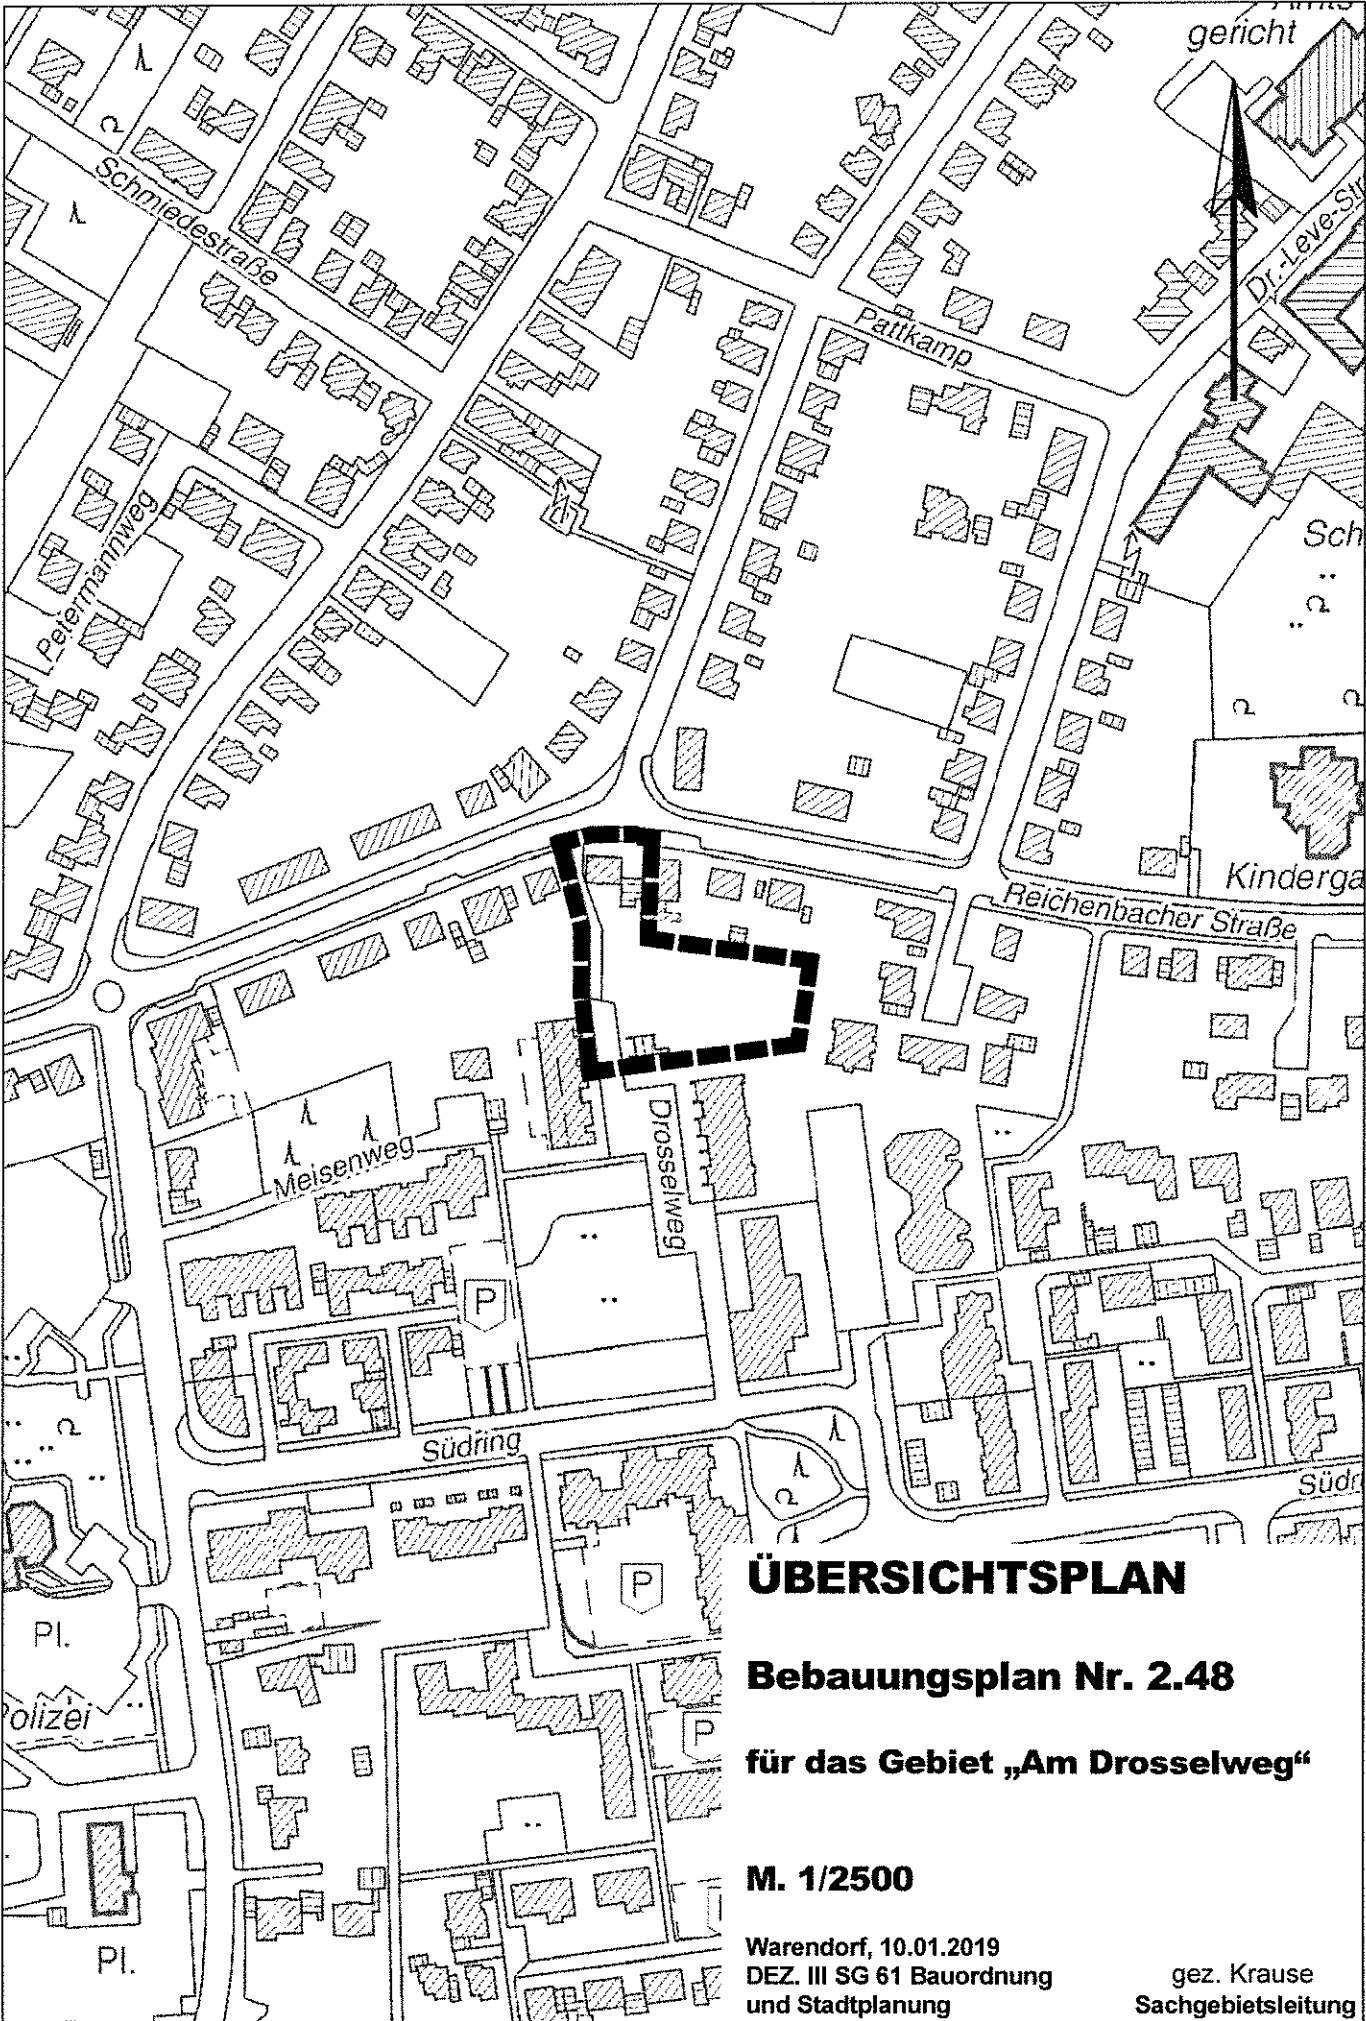 gericht
Schmiedestraße
Dr.-Leve-Str
Pattkamp
Petermannweg
Sch
Kinderga
Reichenbacher Straße
Meisenweg
Drosselweg
P
Südring
Südr
P
Pl.
Polizei
P
Pl.
ÜBERSICHTSPLAN
Bebauungsplan Nr. 2.48
für das Gebiet „Am Drosselweg“
M. 1/2500
Warendorf, 10.01.2019
DEZ. III SG 61 Bauordnung
und Stadtplanung
gez. Krause
Sachgebietsleitung